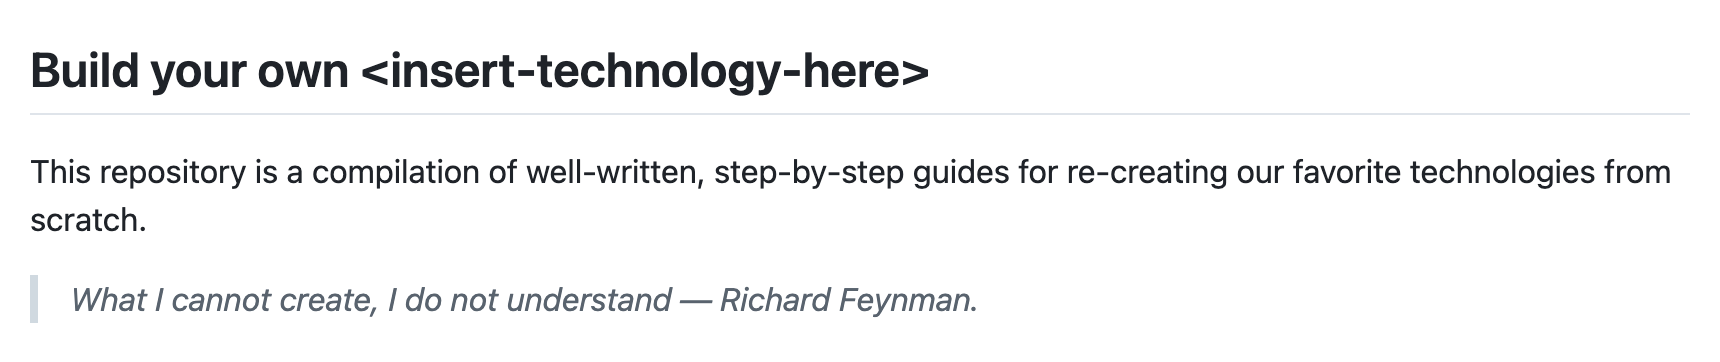 Build your own <insert-technology-here>
This repository is a compilation of well-written, step-by-step guides for re-creating our favorite technologies from
scratch.
What I cannot create, I do not understand — Richard Feynman.